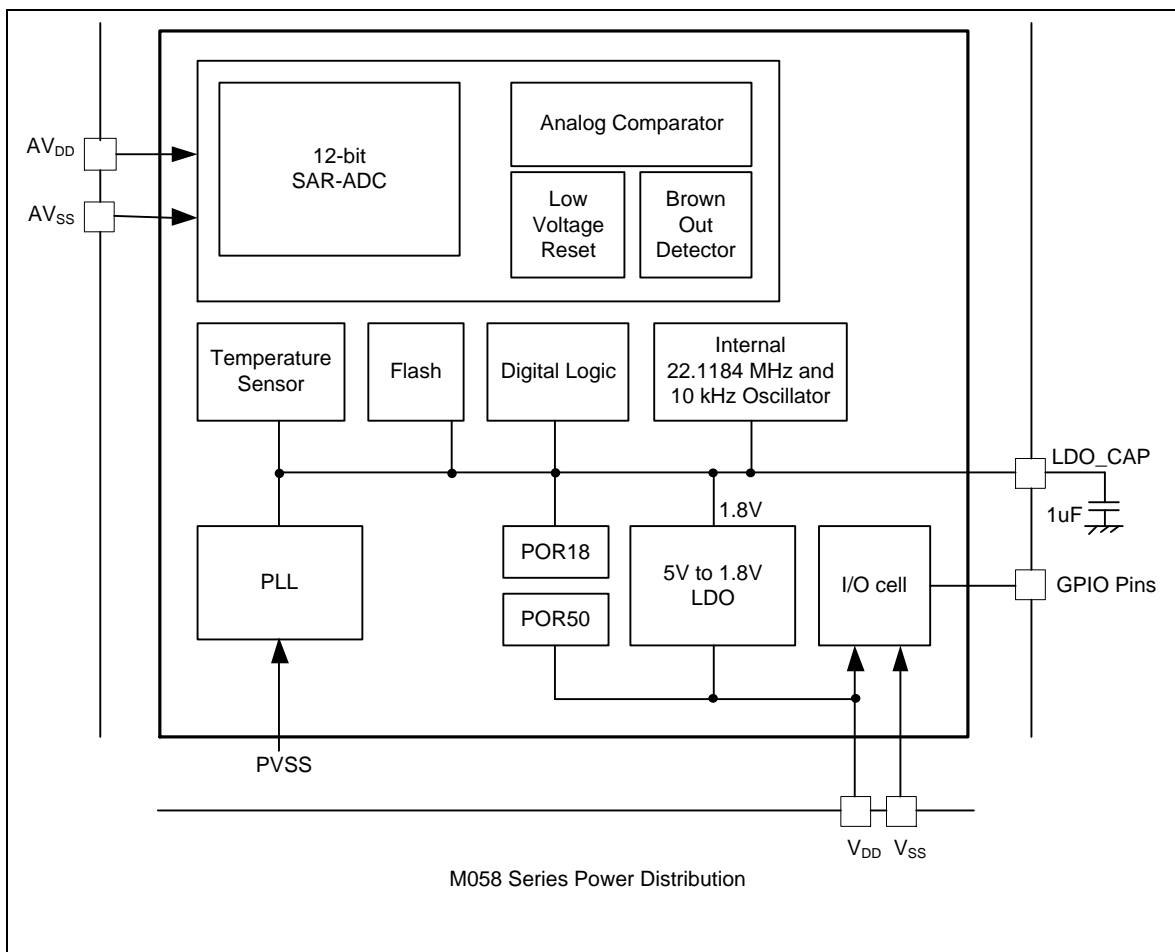 AVDD
AVSS
12-bit
SAR-ADC
Analog Comparator
Low
Voltage
Reset
Brown
Out
Detector
Temperature
Sensor
Flash
Digital Logic
Internal
22.1184 MHz and
10 kHz Oscillator
LDO_CAP
1uF
1.8V
PLL
POR18
POR50
5V to 1.8V
LDO
I/O cell
GPIO Pins
PVSS
VDD
VSS
M058 Series Power Distribution